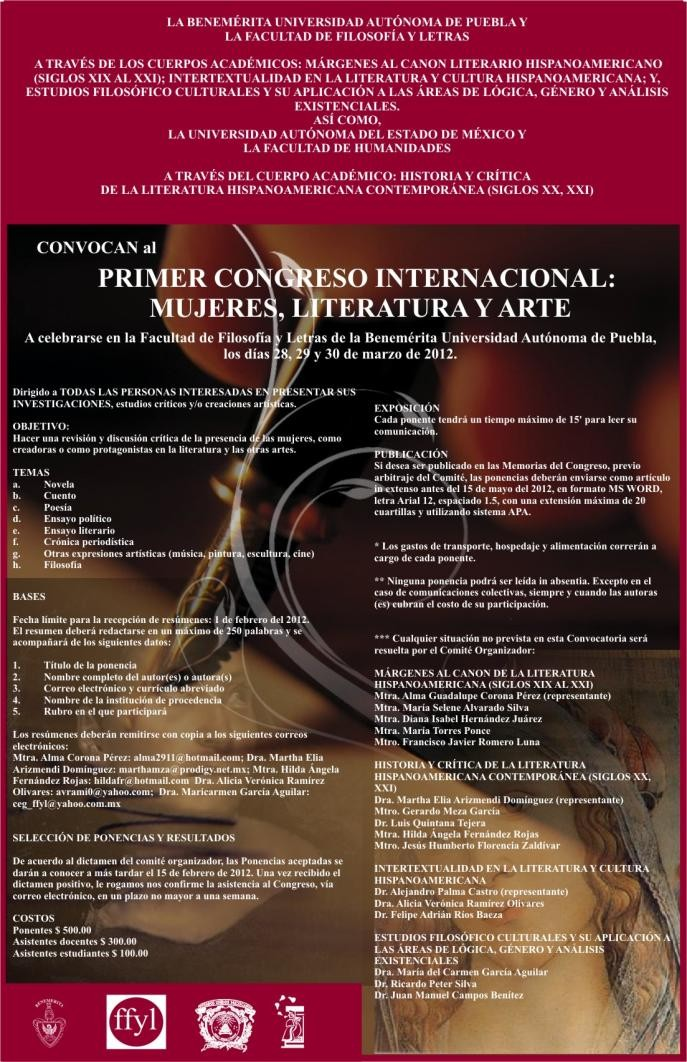 LA BENEMÉRITA UNIVERSIDAD AUTÓNOMA DE PUEBLA Y
LA FACULTAD DE FILOSOFÍA Y LETRAS
A TRAVÉS DE LOS CUERPOS ACADÉMICOS: MÁRGENES AL CANON LITERARIO HISPANOAMERICANO
(SIGLOS XIX AL XXI); INTERTEXTUALIDAD EN LA LITERATURA Y CULTURA HISPANOAMERICANA; Y,
ESTUDIOS FILOSÓFICO CULTURALES Y SU APLICACIÓN A LAS ÁREAS DE LÓGICA, GÉNERO Y ANÁLISIS
EXISTENCIALES.
ASÍ COMO,
LA UNIVERSIDAD AUTÓNOMA DEL ESTADO DE MÉXICO Y
LA FACULTAD DE HUMANIDADES
A TRAVÉS DEL CUERPO ACADÉMICO: HISTORIA Y CRÍTICA
DE LA LITERATURA HISPANOAMERICANA CONTEMPORÁNEA (SIGLOS XX, XXI)
CONVOCAN al
PRIMER CONGRESO INTERNACIONAL:
MUJERES, LITERATURA Y ARTE
A celebrarse en la Facultad de Filosofía y Letras de la Benemérita Universidad Autónoma de Puebla,
los días 28, 29 y 30 de marzo de 2012.
Dirigido a TODAS LAS PERSONAS INTERESADAS EN PRESENTAR SUS
INVESTIGACIONES, estudios críticos y/o creaciones artísticas.
OBJETIVO:
Hacer una revisión y discusión crítica de la presencia de las mujeres, como
creadoras o como protagonistas en la literatura y las otras artes.
TEMAS
a. Novela
b. Cuento
c. Poesía
d. Ensayo político
e. Ensayo literario
f. Crónica periodística
g. Otras expresiones artísticas (música, pintura, escultura, cine)
h. Filosofía
BASES
Fecha límite para la recepción de resúmenes: 1 de febrero del 2012.
El resumen deberá redactarse en un máximo de 250 palabras y se
acompañará de los siguientes datos:
1. Título de la ponencia
2. Nombre completo del autor(es) o autora(s)
3. Correo electrónico y currículo abreviado
4. Nombre de la institución de procedencia
5. Rubro en el que participará
Los resúmenes deberán remitirse con copia a los siguientes correos
electrónicos:
Mtra. Alma Corona Pérez: alma2911@hotmail.com; Dra. Martha Elia
Arizmendi Domínguez: marthamza@prodigy.net.mx; Mtra. Hilda Ángela
Fernández Rojas: hildafr@hotmail.com Dra. Alicia Verónica Ramírez
Olivares: avrami0@yahoo.com; Dra. Maricarmen García Aguilar:
ceg_ffyl@yahoo.com.mx
SELECCIÓN DE PONENCIAS Y RESULTADOS
De acuerdo al dictamen del comité organizador, las Ponencias aceptadas se
darán a conocer a más tardar el 15 de febrero de 2012. Una vez recibido el
dictamen positivo, le rogamos nos confirme la asistencia al Congreso, vía
correo electrónico, en un plazo no mayor a una semana.
COSTOS
Ponentes $ 500.00
Asistentes docentes $ 300.00
Asistentes estudiantes $ 100.00
EXPOSICIÓN
Cada ponente tendrá un tiempo máximo de 15' para leer su
comunicación.
PUBLICACIÓN
Si desea ser publicado en las Memorias del Congreso, previo
arbitraje del Comité, las ponencias deberán enviarse como artículo
in extenso antes del 15 de mayo del 2012, en formato MS WORD,
letra Arial 12, espaciado 1.5, con una extensión máxima de 20
cuartillas y utilizando sistema APA.
* Los gastos de transporte, hospedaje y alimentación correrán a
cargo de cada ponente.
** Ninguna ponencia podrá ser leída in absentia. Excepto en el
caso de comunicaciones colectivas, siempre y cuando las autoras
(es) cubran el costo de su participación.
*** Cualquier situación no prevista en esta Convocatoria será
resuelta por el Comité Organizador:
MÁRGENES AL CANON DE LA LITERATURA
HISPANOAMERICANA (SIGLOS XIX AL XXI)
Mtra. Alma Guadalupe Corona Pérez (representante)
Mtra. María Selene Alvarado Silva
Mtra. Diana Isabel Hernández Juárez
Mtra. María Torres Ponce
Mtro. Francisco Javier Romero Luna
HISTORIA Y CRÍTICA DE LA LITERATURA
HISPANOAMERICANA CONTEMPORÁNEA (SIGLOS XX,
XXI)
Dra. Martha Elia Arizmendi Domínguez (representante)
Mtro. Gerardo Meza García
Dr. Luis Quintana Tejera
Mtra. Hilda Ángela Fernández Rojas
Mtro. Jesús Humberto Florencia Zaldívar
INTERTEXTUALIDAD EN LA LITERATURA Y CULTURA
HISPANOAMERICANA
Dr. Alejandro Palma Castro (representante)
Dra. Alicia Verónica Ramírez Olivares
Dr. Felipe Adrián Ríos Baeza
ESTUDIOS FILOSÓFICO CULTURALES Y SU APLICACIÓN A
LAS ÁREAS DE LÓGICA, GÉNERO Y ANÁLISIS
EXISTENCIALES
Dra. María del Carmen García Aguilar
Dr. Ricardo Peter Silva
Dr. Juan Manuel Campos Benítez
BENEMÉRITA
ffyl